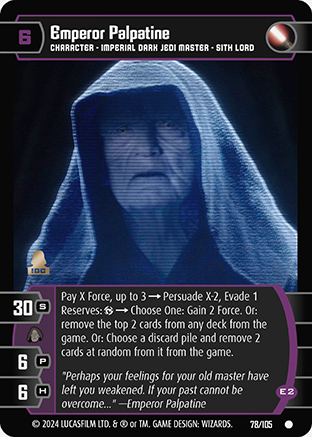 6
Emperor Palpatine
CHARACTER - IMPERIAL DARK JEDI MASTER - SITH LORD
100
30 S
6 P
6 H
Pay X Force, up to 3 → Persuade X-2, Evade 1
Reserves: → Choose One: Gain 2 Force. Or:
remove the top 2 cards from any deck from the
game. Or: Choose a discard pile and remove 2
cards at random from it from the game.
"Perhaps your feelings for your old master have
left you weakened. If your past cannot be
overcome..." —Emperor Palpatine
E2
© 2024 LUCASFILM LTD. & ® or TM. GAME DESIGN: WIZARDS.
78/105